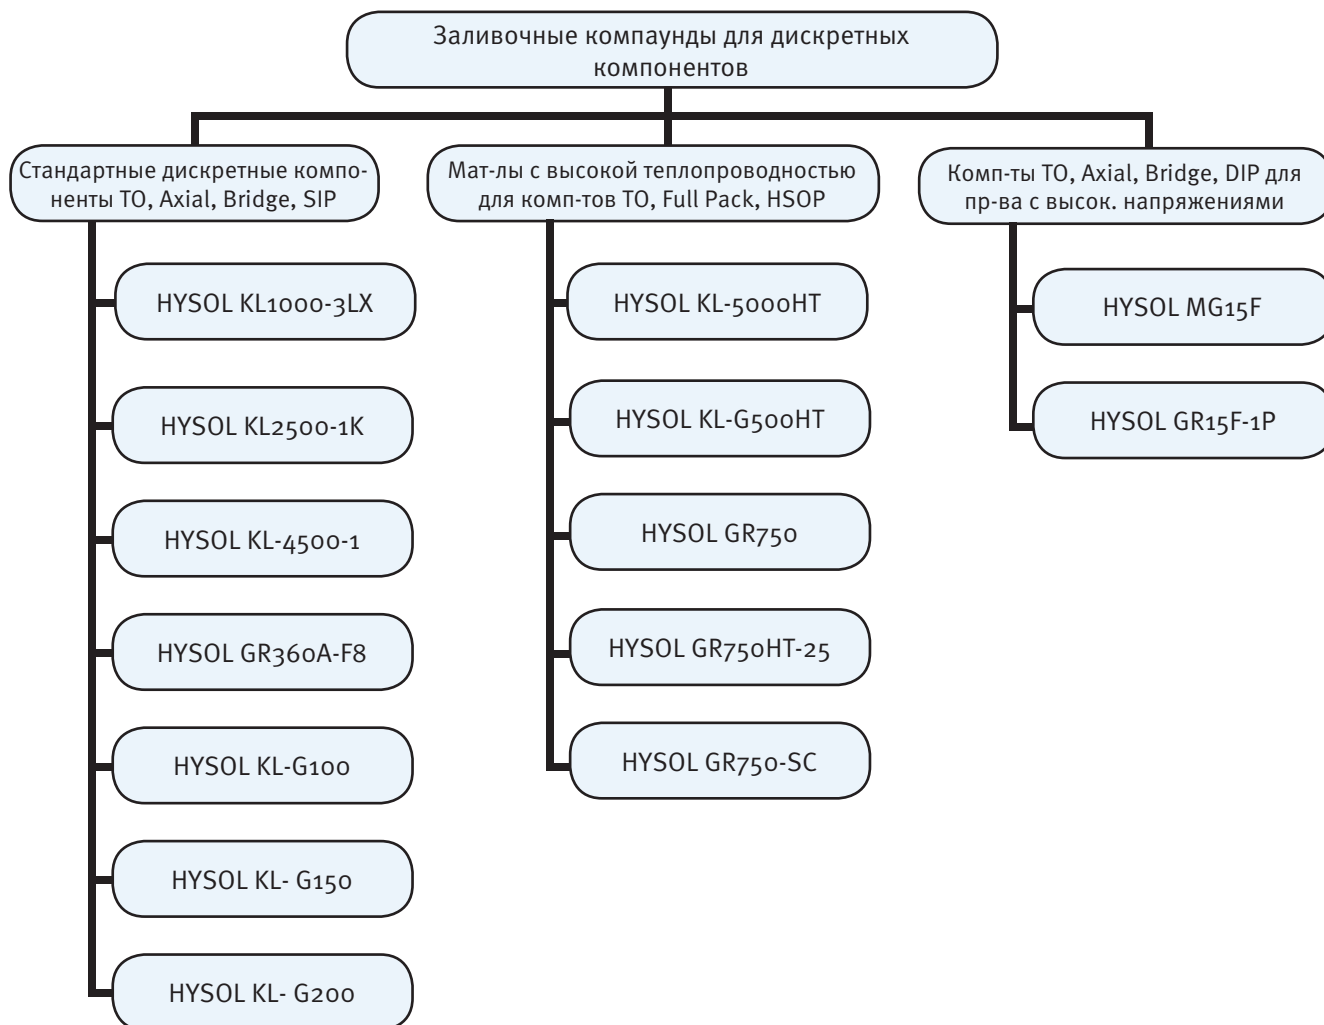 Заливочные компаунды для дискретных
компонентов
Стандартные дискретные компо-
ненты TO, Axial, Bridge, SIP
HYSOL KL1000-3LX
HYSOL KL2500-1K
HYSOL KL-4500-1
HYSOL GR360A-F8
HYSOL KL-G100
HYSOL KL- G150
HYSOL KL- G200
Мат-лы с высокой теплопроводностью
для комп-тов TO, Full Pack, HSOP
HYSOL KL-5000HT
HYSOL KL-G500HT
HYSOL GR750
HYSOL GR750HT-25
HYSOL GR750-SC
Комп-ты TO, Axial, Bridge, DIP для
пр-ва с высок. напряжениями
HYSOL MG15F
HYSOL GR15F-1P